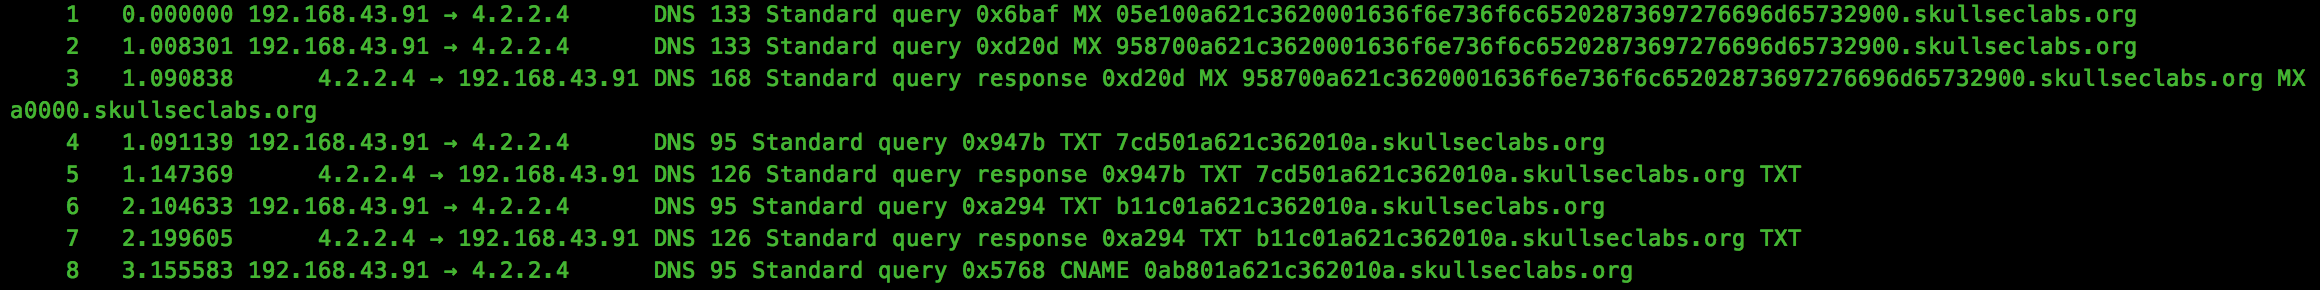 1 0.000000 192.168.43.91 → 4.2.2.4 DNS 133 Standard query 0x6baf MX 05e100a621c3620001636f6e736f6c65202873697276696d65732900.skullseclabs.org
2 1.008301 192.168.43.91 → 4.2.2.4 DNS 133 Standard query 0xd20d MX 958700a621c3620001636f6e736f6c65202873697276696d65732900.skullseclabs.org
3 1.090838 4.2.2.4 → 192.168.43.91 DNS 168 Standard query response 0xd20d MX 958700a621c3620001636f6e736f6c65202873697276696d65732900.skullseclabs.org MX
a0000.skullseclabs.org
4 1.091139 192.168.43.91 → 4.2.2.4 DNS 95 Standard query 0x947b TXT 7cd501a621c362010a.skullseclabs.org
5 1.147369 4.2.2.4 → 192.168.43.91 DNS 126 Standard query response 0x947b TXT 7cd501a621c362010a.skullseclabs.org TXT
6 2.104633 192.168.43.91 → 4.2.2.4 DNS 95 Standard query 0xa294 TXT b11c01a621c362010a.skullseclabs.org
7 2.199605 4.2.2.4 → 192.168.43.91 DNS 126 Standard query response 0xa294 TXT b11c01a621c362010a.skullseclabs.org TXT
8 3.155583 192.168.43.91 → 4.2.2.4 DNS 95 Standard query 0x5768 CNAME 0ab801a621c362010a.skullseclabs.org